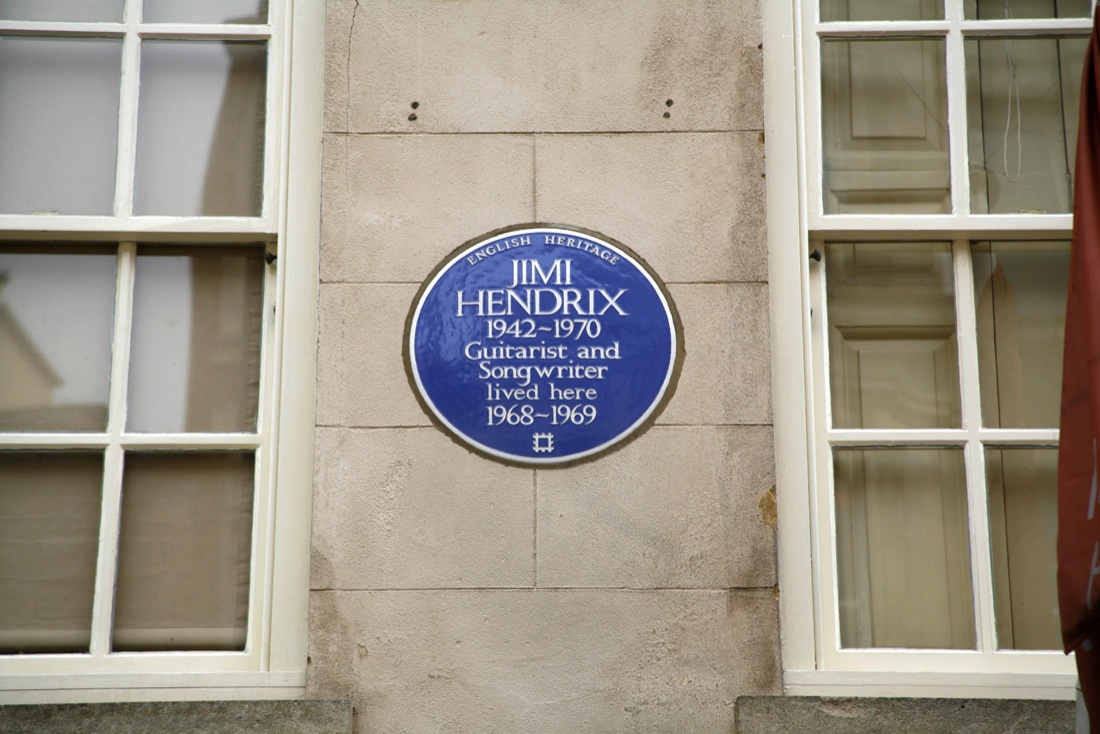 ENGLISH HERITAGE
JIMI
HENDRIX
1942~1970
Guitarist and
Songwriter
lived here
1968~1969